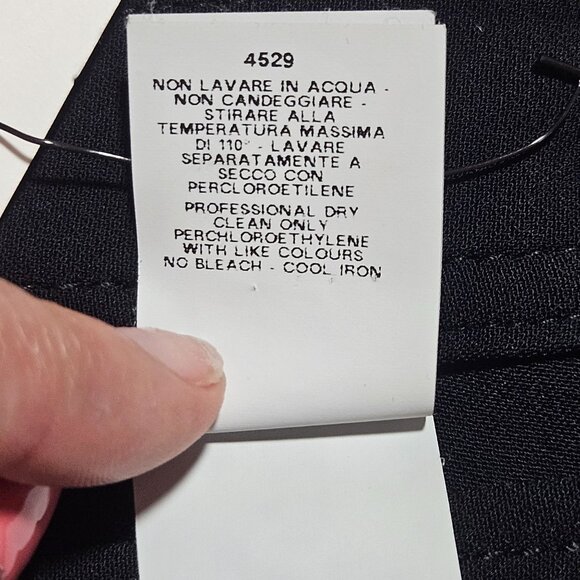 4529
NON LAVARE IN ACQUA -
NON CANDEGGIARE -
STIRARE ALLA
TEMPERATURA MASSIMA
DI 110° - LAVARE
SEPARATAMENTE A
SECCO CON
PERCLOROETILENE
PROFESSIONAL DRY
CLEAN ONLY
PERCHLOROETHYLENE
WITH LIKE COLOURS
NO BLEACH - COOL IRON